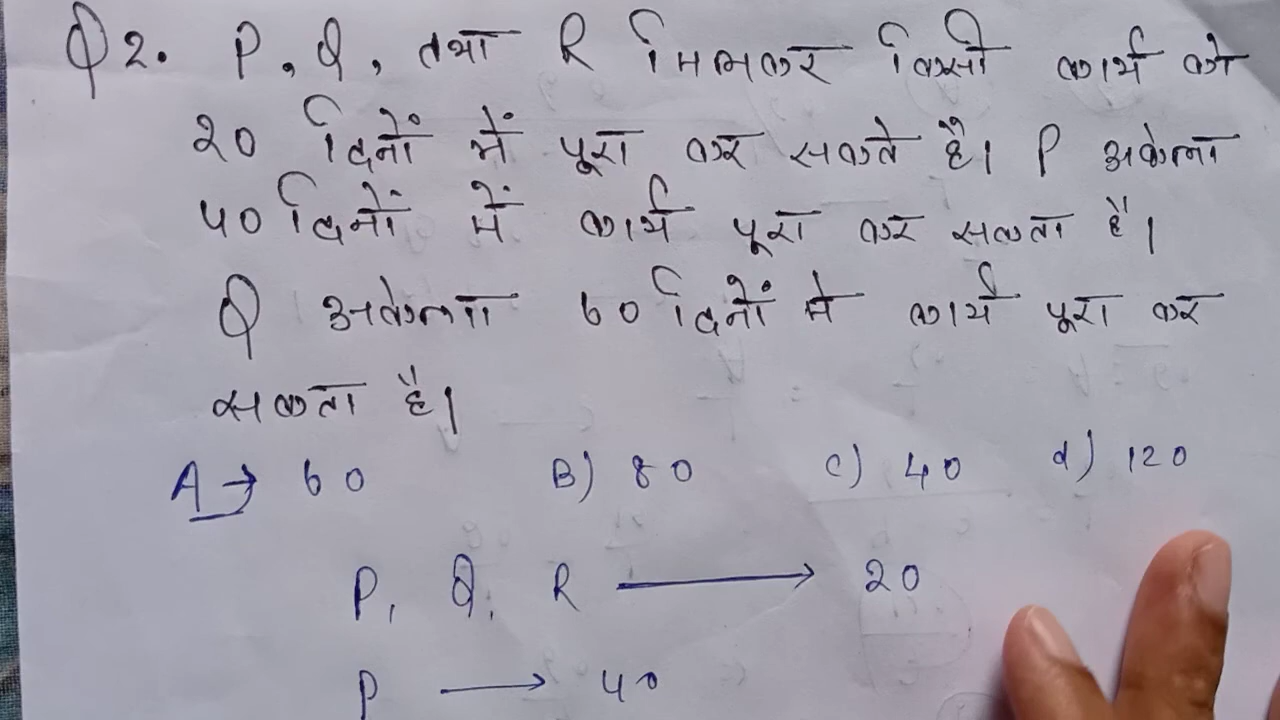 Q2. P, Q, तथा R मिलकर किसी कार्य को
20 दिनों में पूरा कर सकते है। P अकेला
40 दिनों में कार्य पूरा कर सकता है।
Q अकेला 60 दिनों में कार्य पूरा कर
सकता है।
A → 60 B) 80 C) 40 d) 120
P, Q, R ⟶ 20
P ⟶ 40